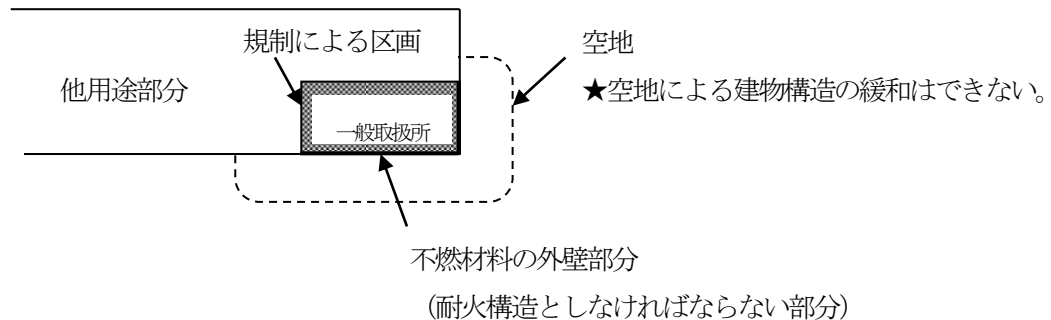 規制による区画
空地
他用途部分
★空地による建物構造の緩和はできない。
一般取扱所
不燃材料の外壁部分
（耐火構造としなければならない部分）